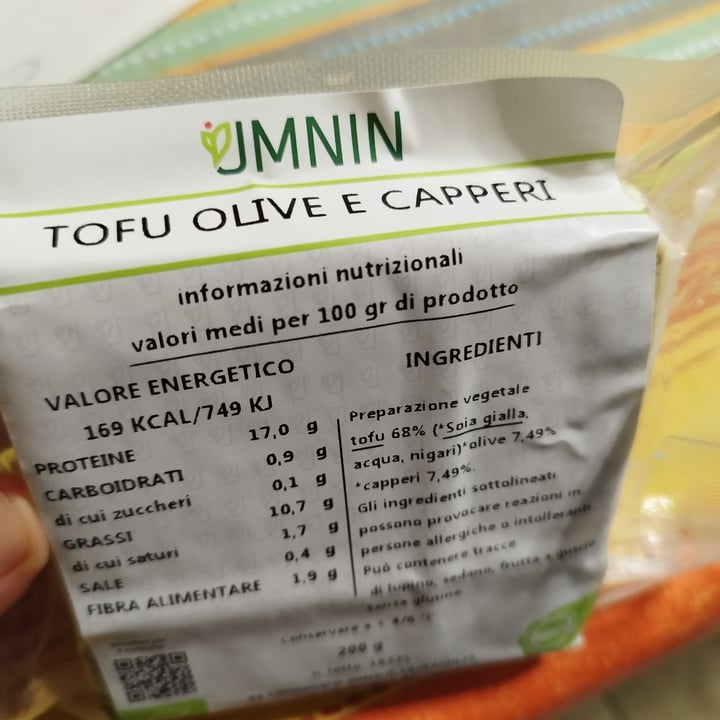 UMNIN
TOFU OLIVE E CAPPERI
informazioni nutrizionali
valori medi per 100 gr di prodotto
VALORE ENERGETICO
169 KCAL/749 KJ
PROTEINE 17,0 g
CARBOIDRATI 0,9 g
di cui zuccheri 0,1 g
GRASSI 10,7 g
di cui saturi 1,7 g
SALE 0,4 g
FIBRA ALIMENTARE 1,9 g
INGREDIENTI
Preparazione vegetale
tofu 68% (*Soia gialla,
acqua, nigari)*olive 7,49%
*capperi 7,49%.
Gli ingredienti sottolineati
possono provocare reazioni in
persone allergiche o intolleranti
Può contenere tracce
di lupino, sedano, frutta a guscio
senza glutine
conservare a + 4/6 °C
200 g